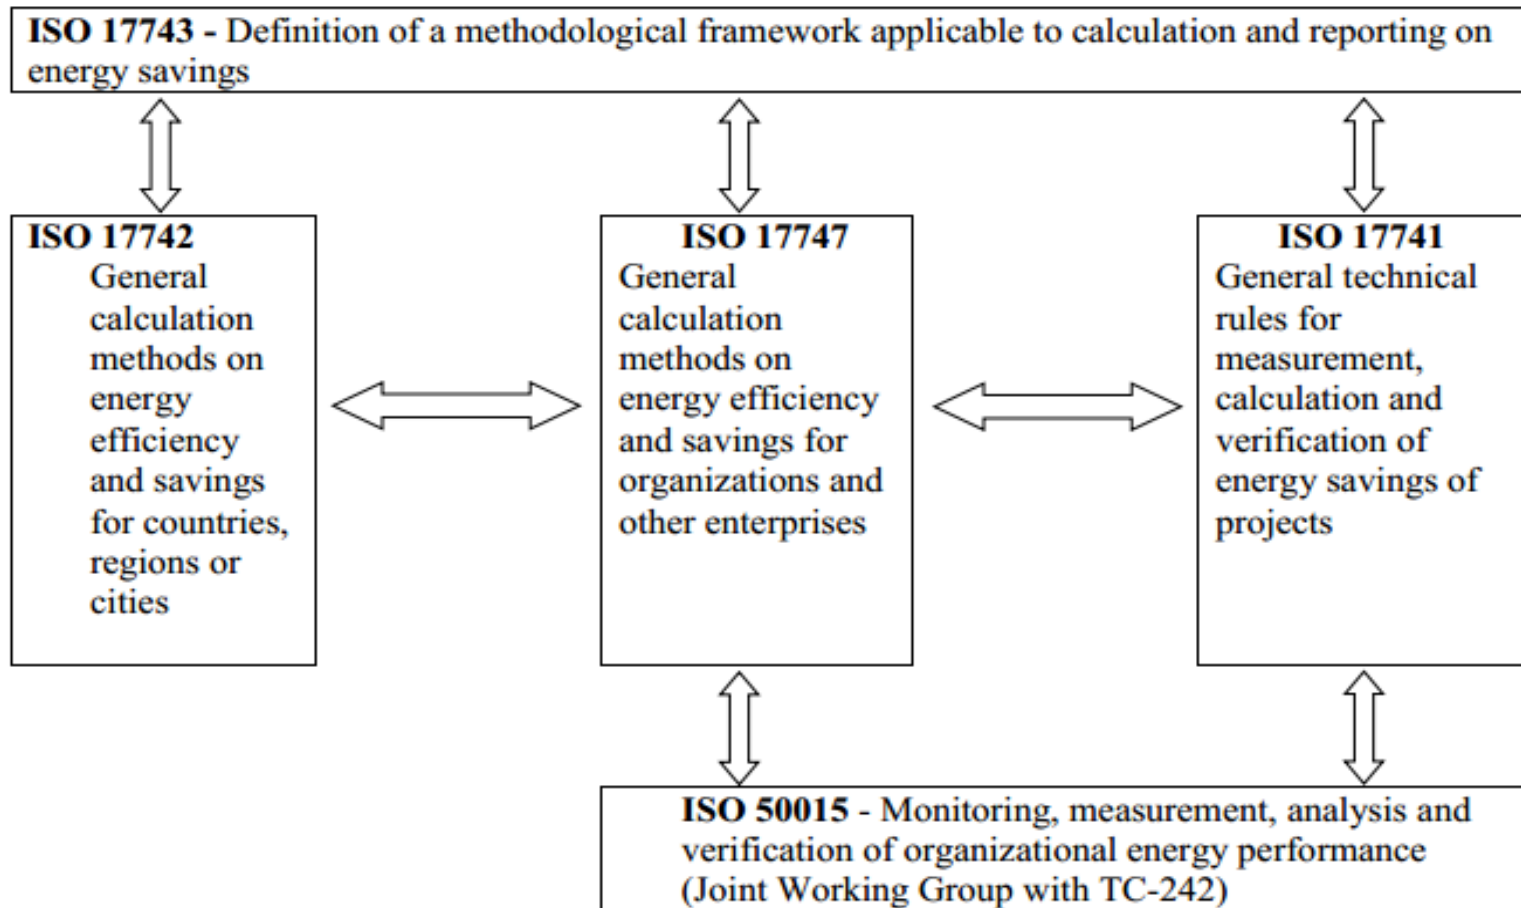 ISO 17743 - Definition of a methodological framework applicable to calculation and reporting on
energy savings
ISO 17742
General
calculation
methods on
energy
efficiency
and savings
for countries,
regions or
cities
ISO 17747
General
calculation
methods on
energy efficiency
and savings for
organizations and
other enterprises
ISO 17741
General technical
rules for
measurement,
calculation and
verification of
energy savings of
projects
ISO 50015 - Monitoring, measurement, analysis and
verification of organizational energy performance
(Joint Working Group with TC-242)